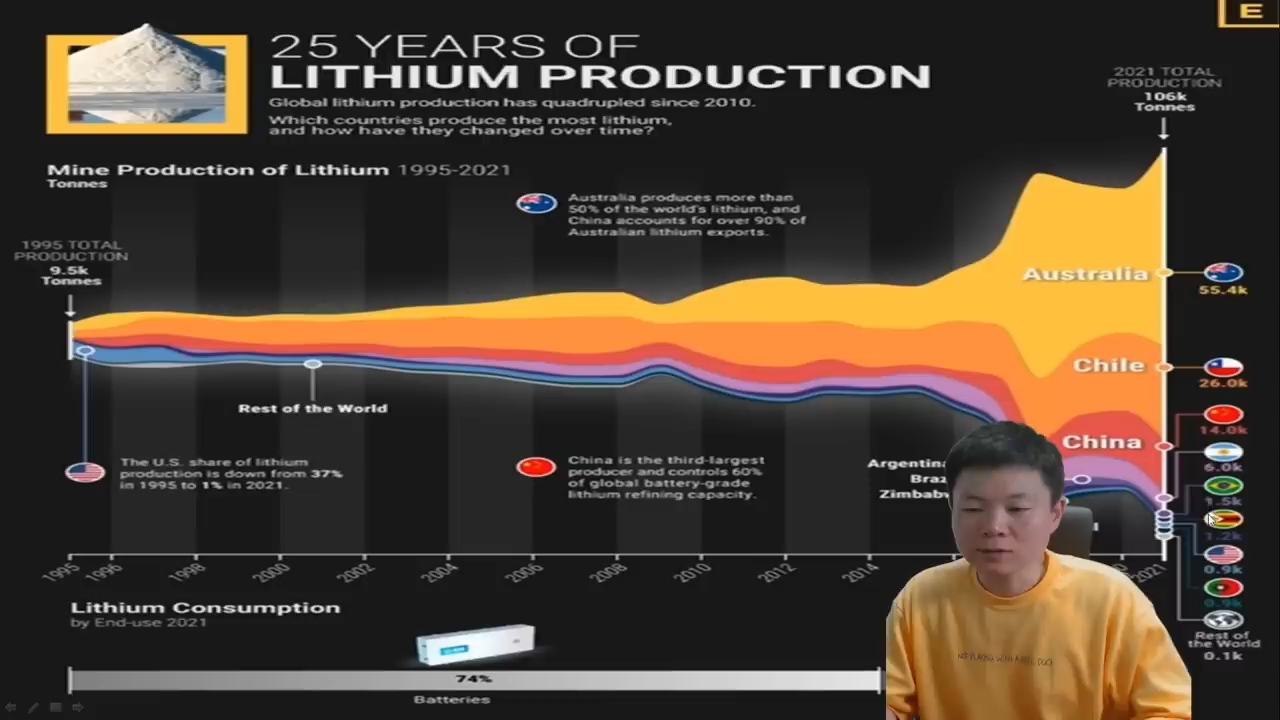 E
25 YEARS OF
LITHIUM PRODUCTION
Global lithium production has quadrupled since 2010.
Which countries produce the most lithium,
and how have they changed over time?
2021 TOTAL
PRODUCTION
106k
Tonnes
Mine Production of Lithium 1995-2021
Tonnes
Australia produces more than
50% of the world's lithium, and
China accounts for over 90% of
Australian lithium exports.
1995 TOTAL
PRODUCTION
9.5k
Tonnes
Australia
55.4k
Chile
26.0k
Rest of the World
China
14.0k
The U.S. share of lithium
production is down from 37%
in 1995 to 1% in 2021.
China is the third-largest
producer and controls 60%
of global battery-grade
lithium refining capacity.
Argentina
6.0k
1.5k
1.2k
0.9k
0.9k
Rest of
the World
0.1k
1995 1996 1998 2000 2002 2004 2006 2008 2010 2012 2014 2021
Lithium Consumption
by End-use 2021
74%
Batteries